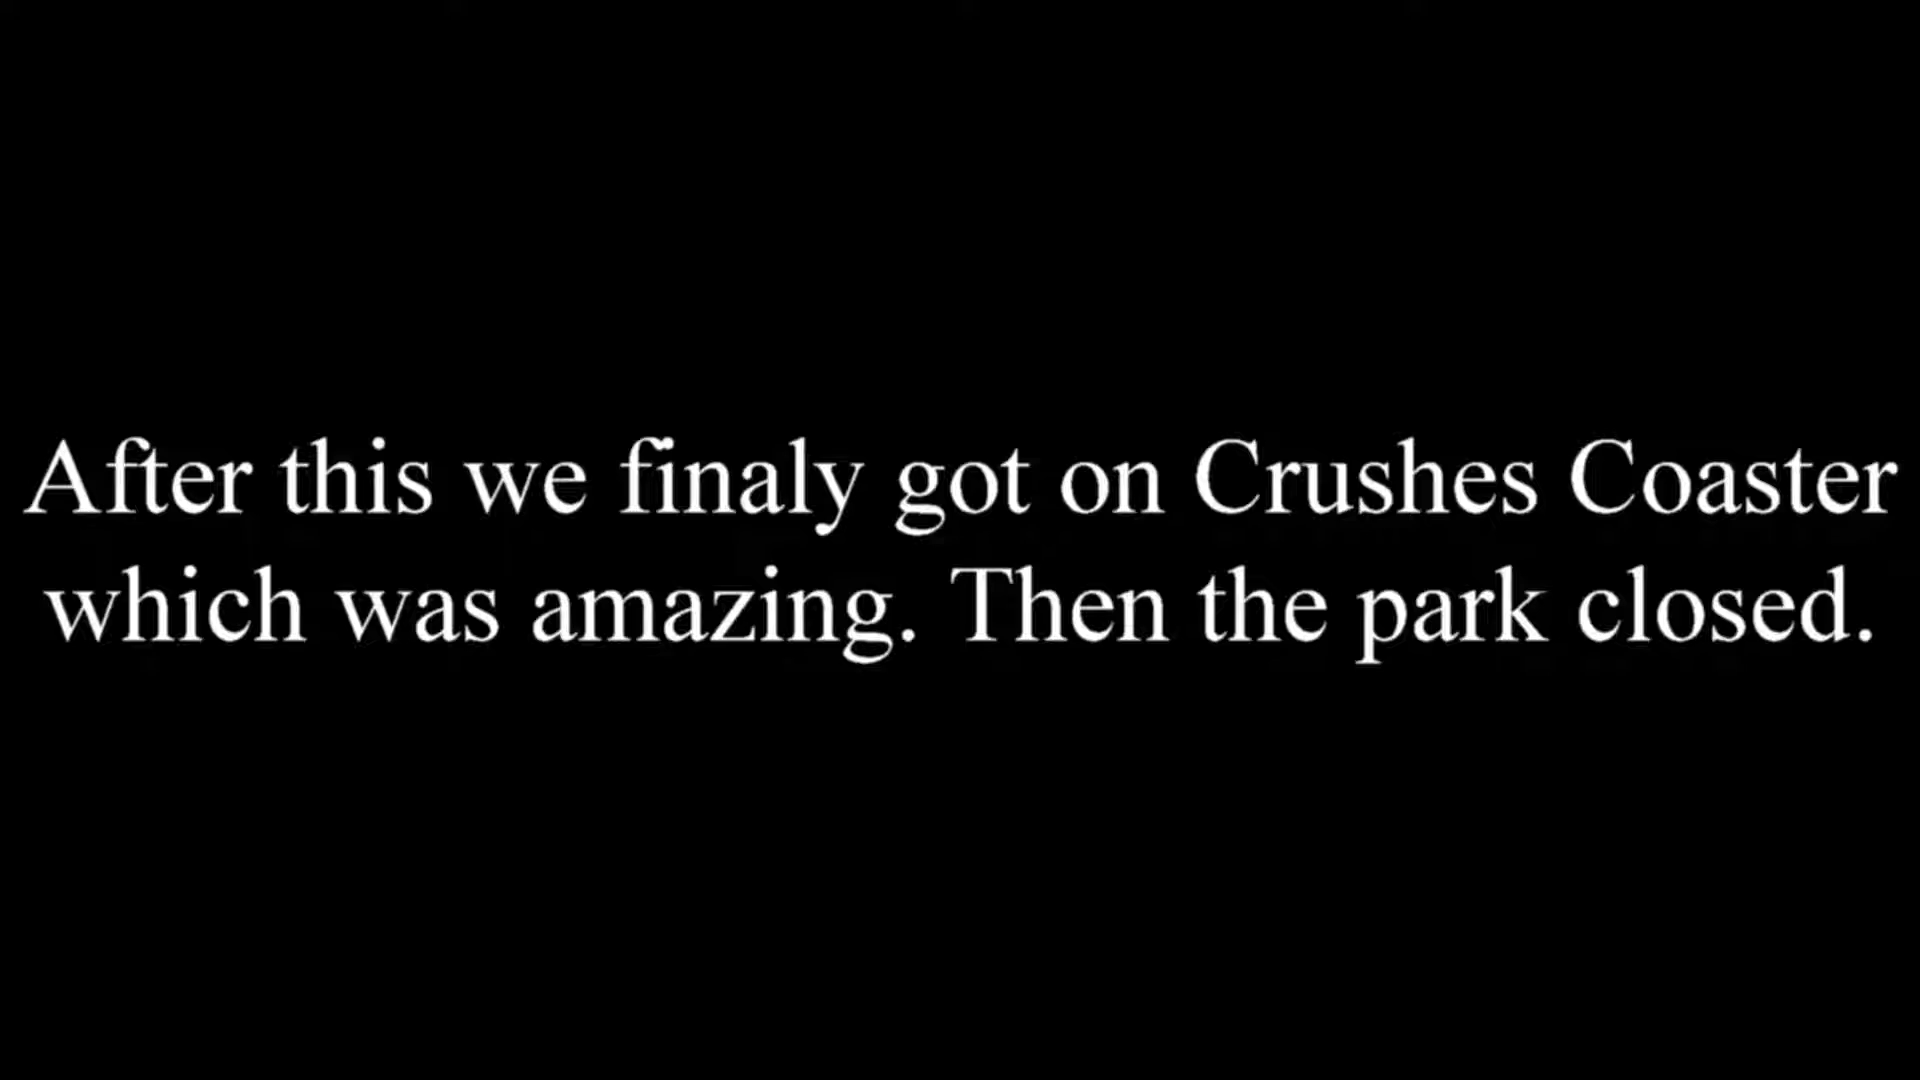 After this we finaly got on Crushes Coaster
which was amazing. Then the park closed.